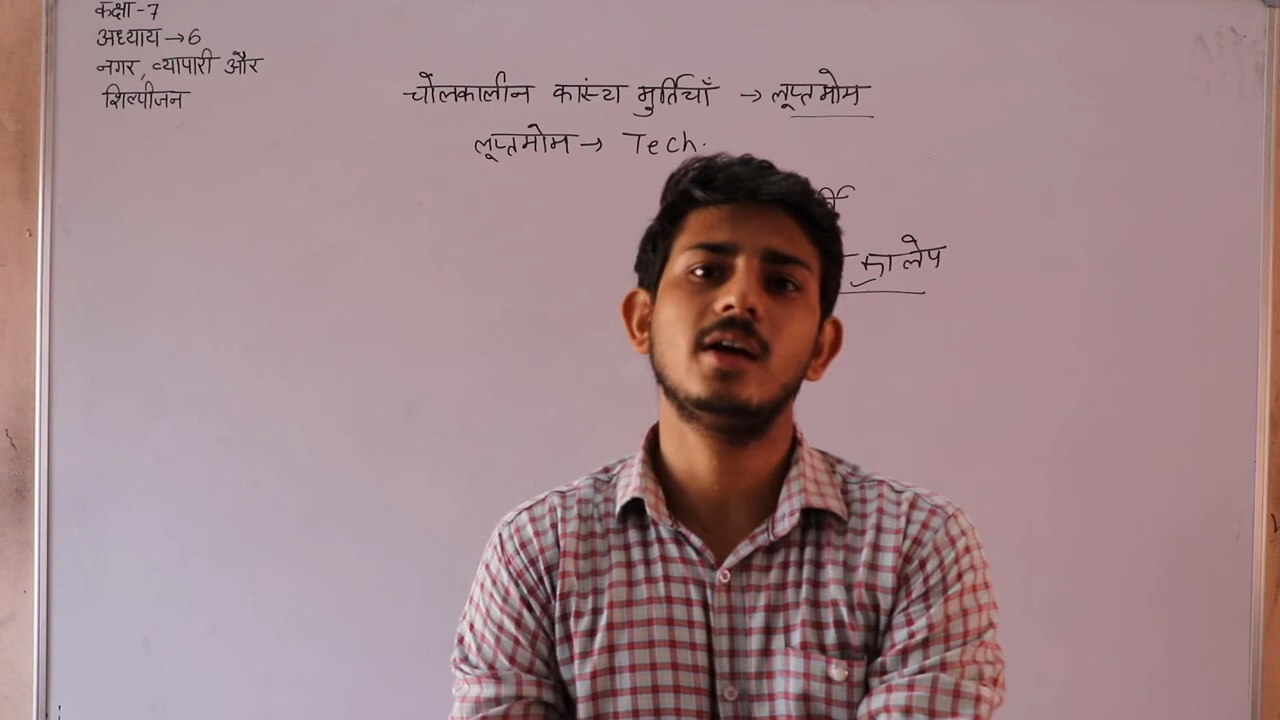 कक्षा-7
अध्याय→6
नगर, व्यापारी और
शिल्पीजन
चोलकालीन कांस्य मुर्तियाँ → लूप्तमोम
लूप्तमोम → Tech.
का लेप